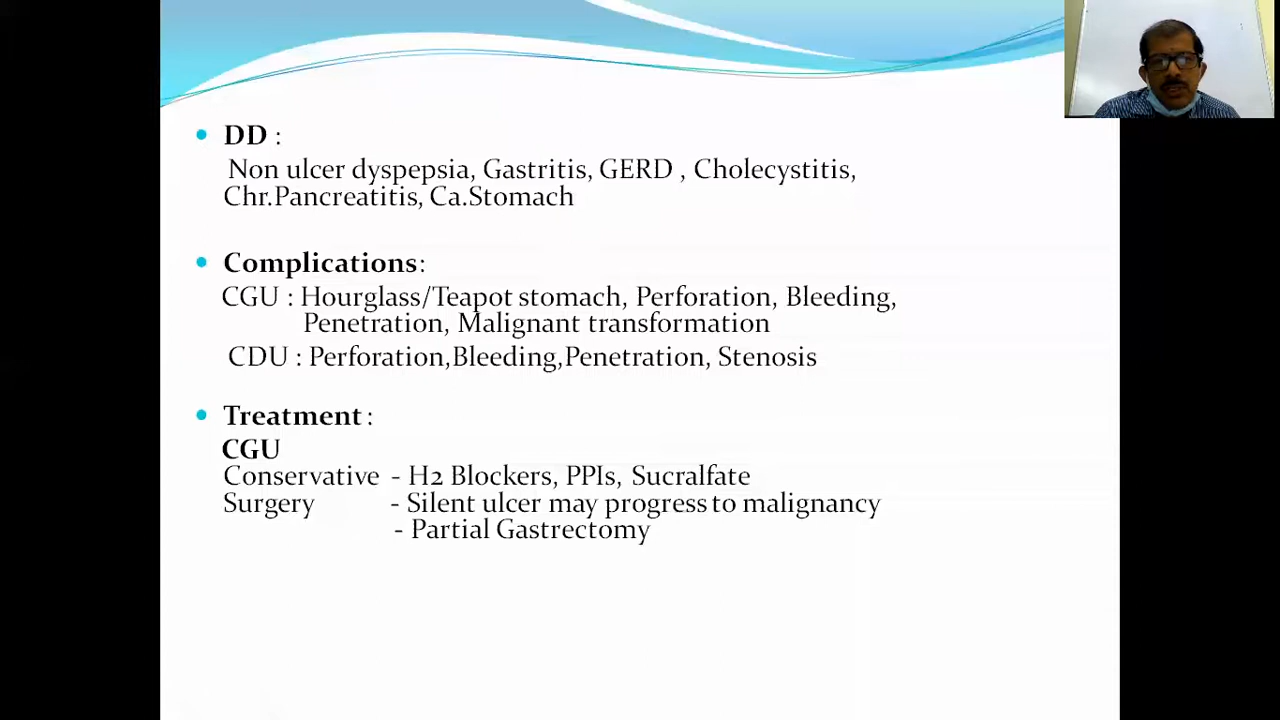 DD :
Non ulcer dyspepsia, Gastritis, GERD , Cholecystitis,
Chr.Pancreatitis, Ca.Stomach
Complications:
CGU : Hourglass/Teapot stomach, Perforation, Bleeding,
Penetration, Malignant transformation
CDU : Perforation,Bleeding,Penetration, Stenosis
Treatment :
CGU
Conservative - H2 Blockers, PPIs, Sucralfate
Surgery - Silent ulcer may progress to malignancy
- Partial Gastrectomy